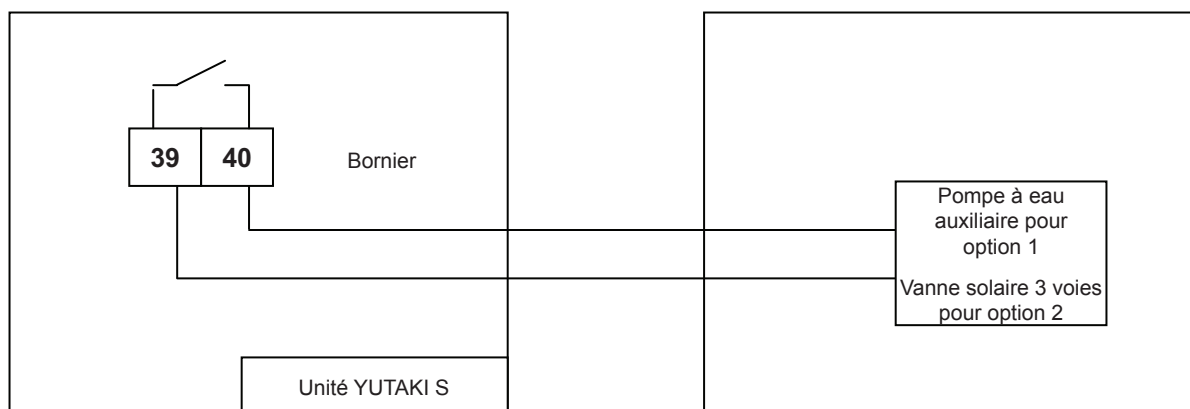 39 40
Bornier
Pompe à eau
auxiliaire pour
option 1
Vanne solaire 3 voies
pour option 2
Unité YUTAKI S